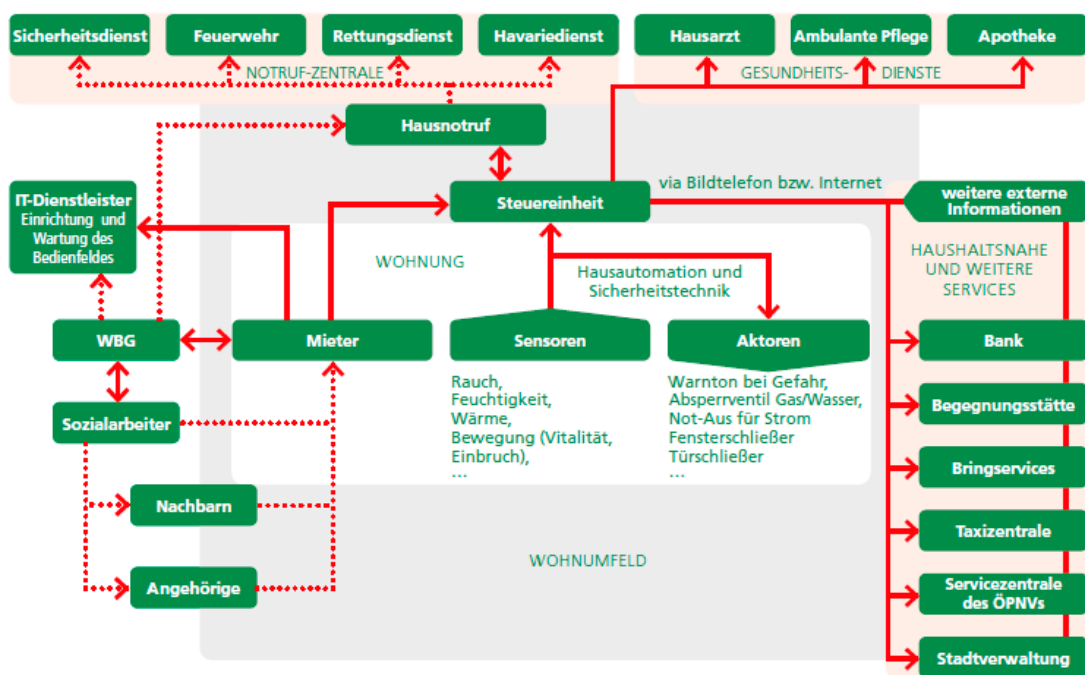 Sicherheitsdienst
Feuerwehr
Rettungsdienst
Havariedienst
Hausarzt
Ambulante Pflege
Apotheke
NOTRUF-ZENTRALE
GESUNDHEITS-
DIENSTE
Hausnotruf
Steuereinheit
via Bildtelefon bzw. Internet
weitere externe
Informationen
IT-Dienstleister
Einrichtung und
Wartung des
Bedienfeldes
WOHNUNG
Hausautomation und
Sicherheitstechnik
HAUSHALTSNAHE
UND WEITERE
SERVICES
WBG
Mieter
Sensoren
Aktoren
Bank
Rauch,
Feuchtigkeit,
Wärme,
Bewegung (Vitalität,
Einbruch),
...
Warnton bei Gefahr,
Absperrventil Gas/Wasser,
Not-Aus für Strom
Fensterschließer
Türschließer
...
Sozialarbeiter
Begegnungsstätte
Bringservices
Nachbarn
Taxizentrale
WOHNUMFELD
Angehörige
Servicezentrale
des ÖPNVs
Stadtverwaltung